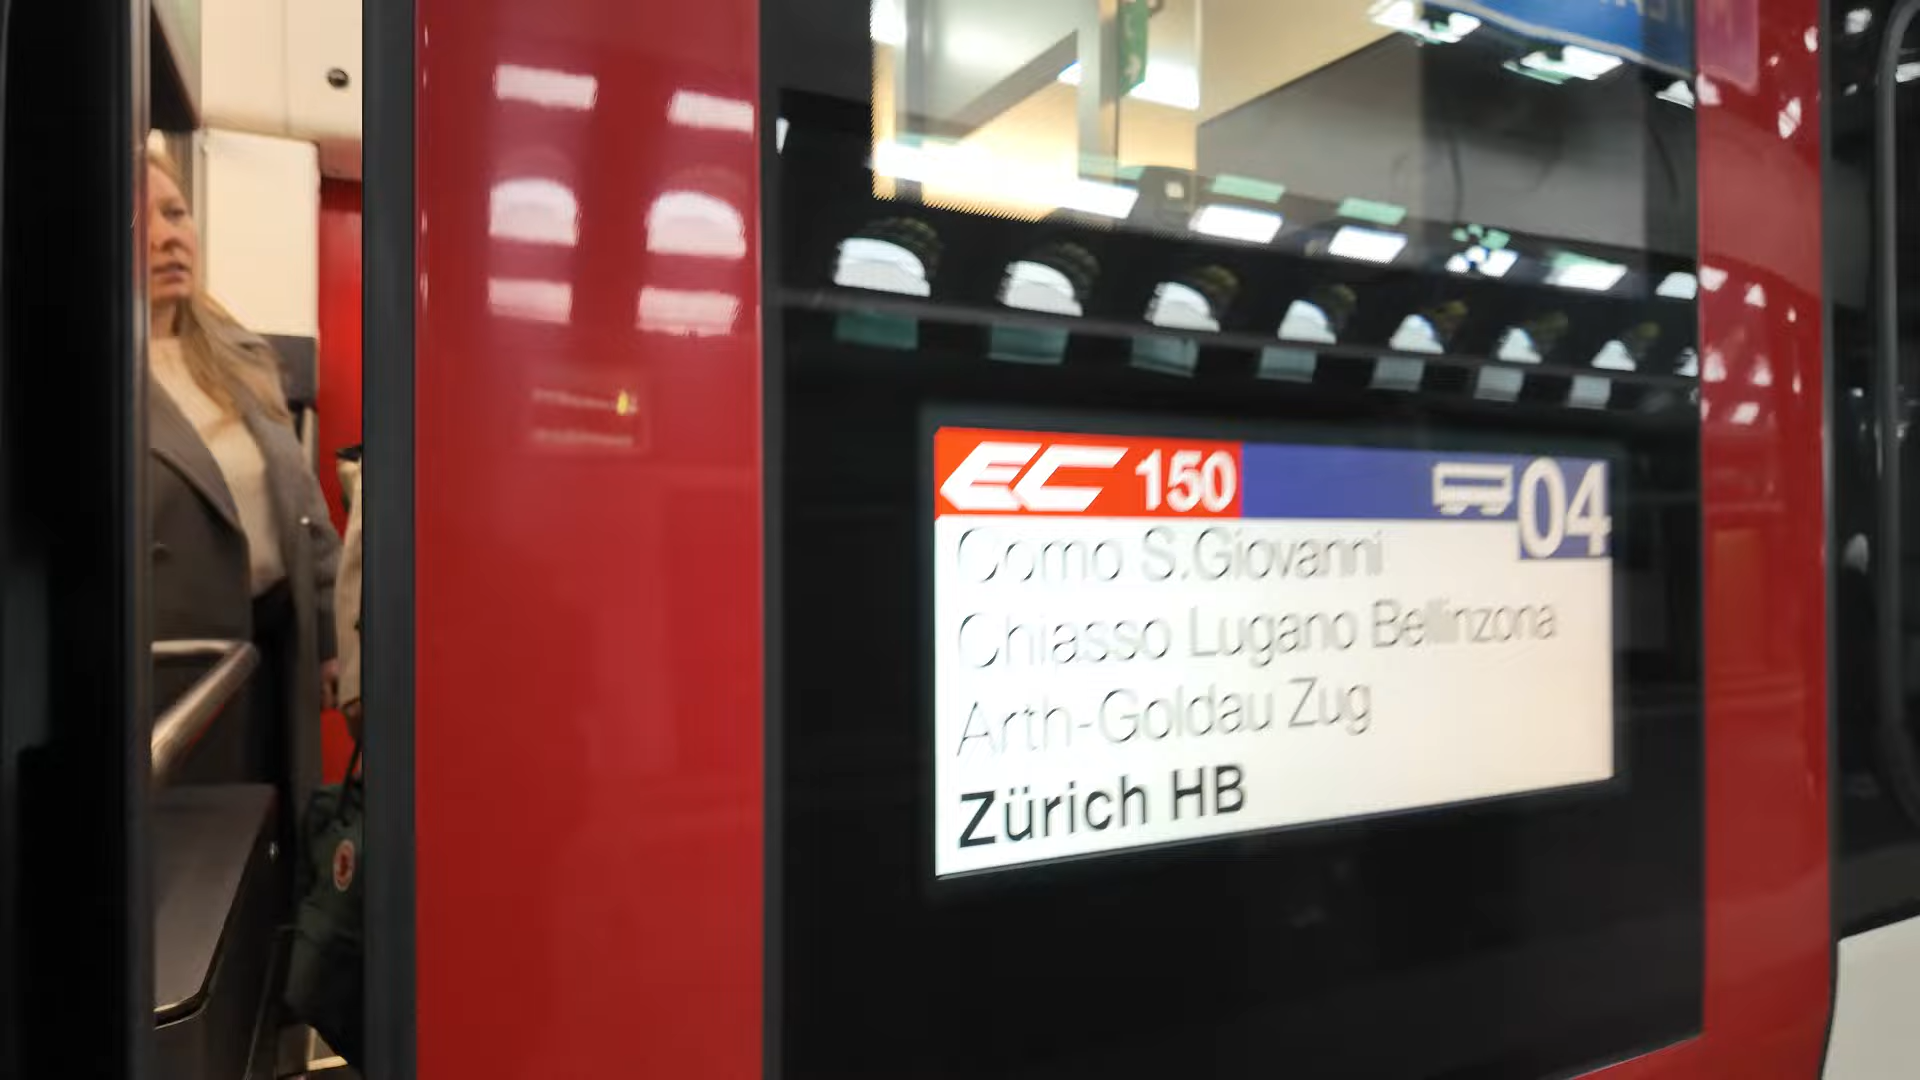 EC 150 04
Como S.Giovanni
Chiasso Lugano Bellinzona
Arth-Goldau Zug
Zürich HB